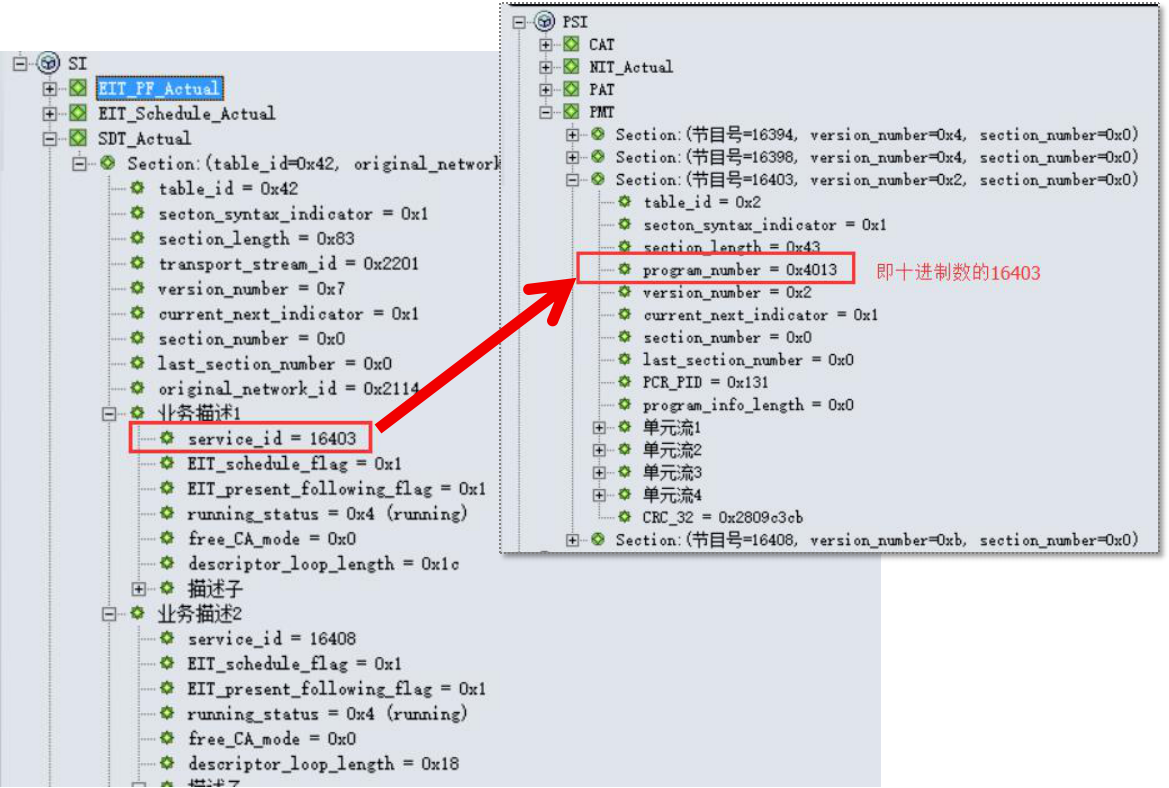 SI
EIT_PF_Actual
EIT_Schedule_Actual
SDT_Actual
Section:(table_id=0x42, original_network
table_id = 0x42
secton_syntax_indicator = 0x1
section_length = 0x83
transport_stream_id = 0x2201
version_number = 0x7
current_next_indicator = 0x1
section_number = 0x0
last_section_number = 0x0
original_network_id = 0x2114
业务描述1
service_id = 16403
EIT_schedule_flag = 0x1
EIT_present_following_flag = 0x1
running_status = 0x4 (running)
free_CA_mode = 0x0
descriptor_loop_length = 0x1c
描述子
业务描述2
service_id = 16408
EIT_schedule_flag = 0x1
EIT_present_following_flag = 0x1
running_status = 0x4 (running)
free_CA_mode = 0x0
descriptor_loop_length = 0x18
描述子
PSI
CAT
NIT_Actual
PAT
PMT
Section:(节目号=16394, version_number=0x4, section_number=0x0)
Section:(节目号=16398, version_number=0x4, section_number=0x0)
Section:(节目号=16403, version_number=0x2, section_number=0x0)
table_id = 0x2
secton_syntax_indicator = 0x1
section_length = 0x43
program_number = 0x4013
即十进制数的16403
version_number = 0x2
current_next_indicator = 0x1
section_number = 0x0
last_section_number = 0x0
PCR_PID = 0x131
program_info_length = 0x0
单元流1
单元流2
单元流3
单元流4
CRC_32 = 0x2809c3cb
Section:(节目号=16408, version_number=0xb, section_number=0x0)